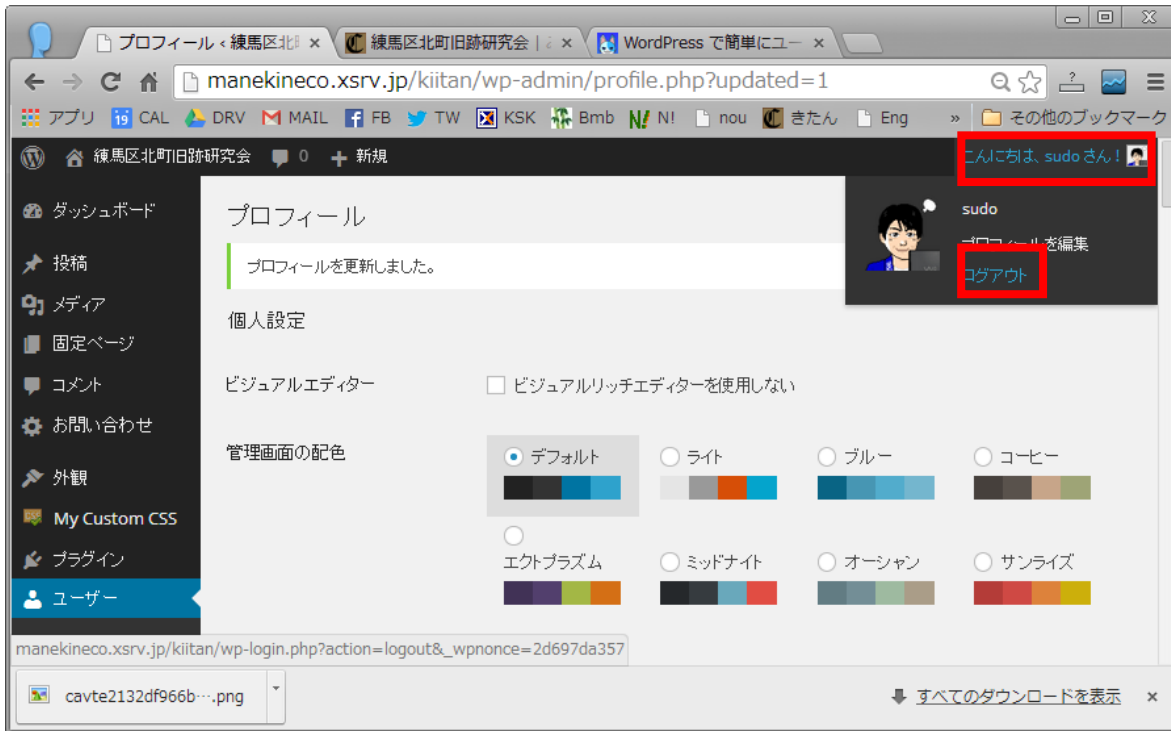 プロフィール ‹ 練馬区北
練馬区北町旧跡研究会 |
WordPress で簡単にユー
manekineco.xsrv.jp/kiitan/wp-admin/profile.php?updated=1
アプリ 19 CAL DRV MAIL FB TW KSK Bmb N! nou きたん Eng » その他のブックマーク
練馬区北町旧跡研究会 0 + 新規 こんにちは、sudo さん!
ダッシュボード
投稿
メディア
固定ページ
コメント
お問い合わせ
外観
My Custom CSS
プラグイン
ユーザー
プロフィール
プロフィールを更新しました。
sudo
プロフィールを編集
ログアウト
個人設定
ビジュアルエディター ビジュアルリッチエディターを使用しない
管理画面の配色
デフォルト ライト ブルー コーヒー
エクトプラズム ミッドナイト オーシャン サンライズ
manekineco.xsrv.jp/kiitan/wp-login.php?action=logout&_wpnonce=2d697da357
cavte2132df966b….png すべてのダウンロードを表示